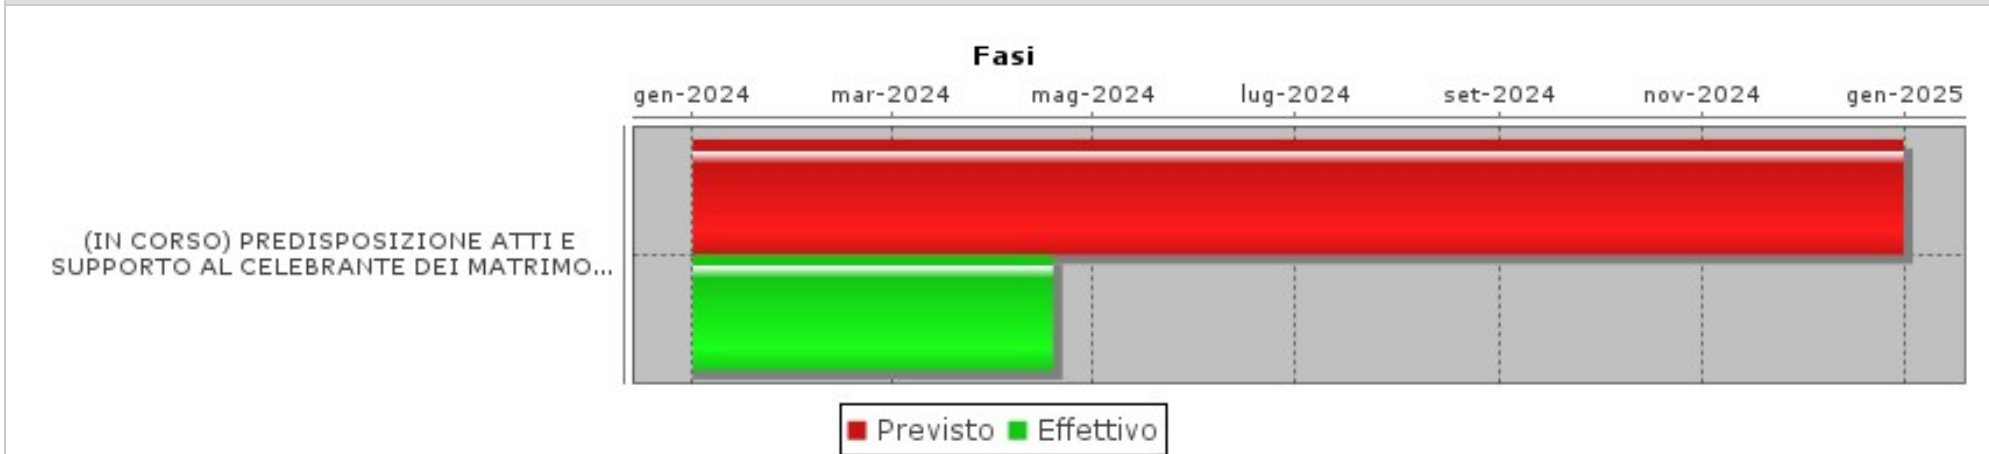 Fasi
gen-2024 mar-2024 mag-2024 lug-2024 set-2024 nov-2024 gen-2025
(IN CORSO) PREDISPOSIZIONE ATTI E
SUPPORTO AL CELEBRANTE DEI MATRIMO...
Previsto Effettivo